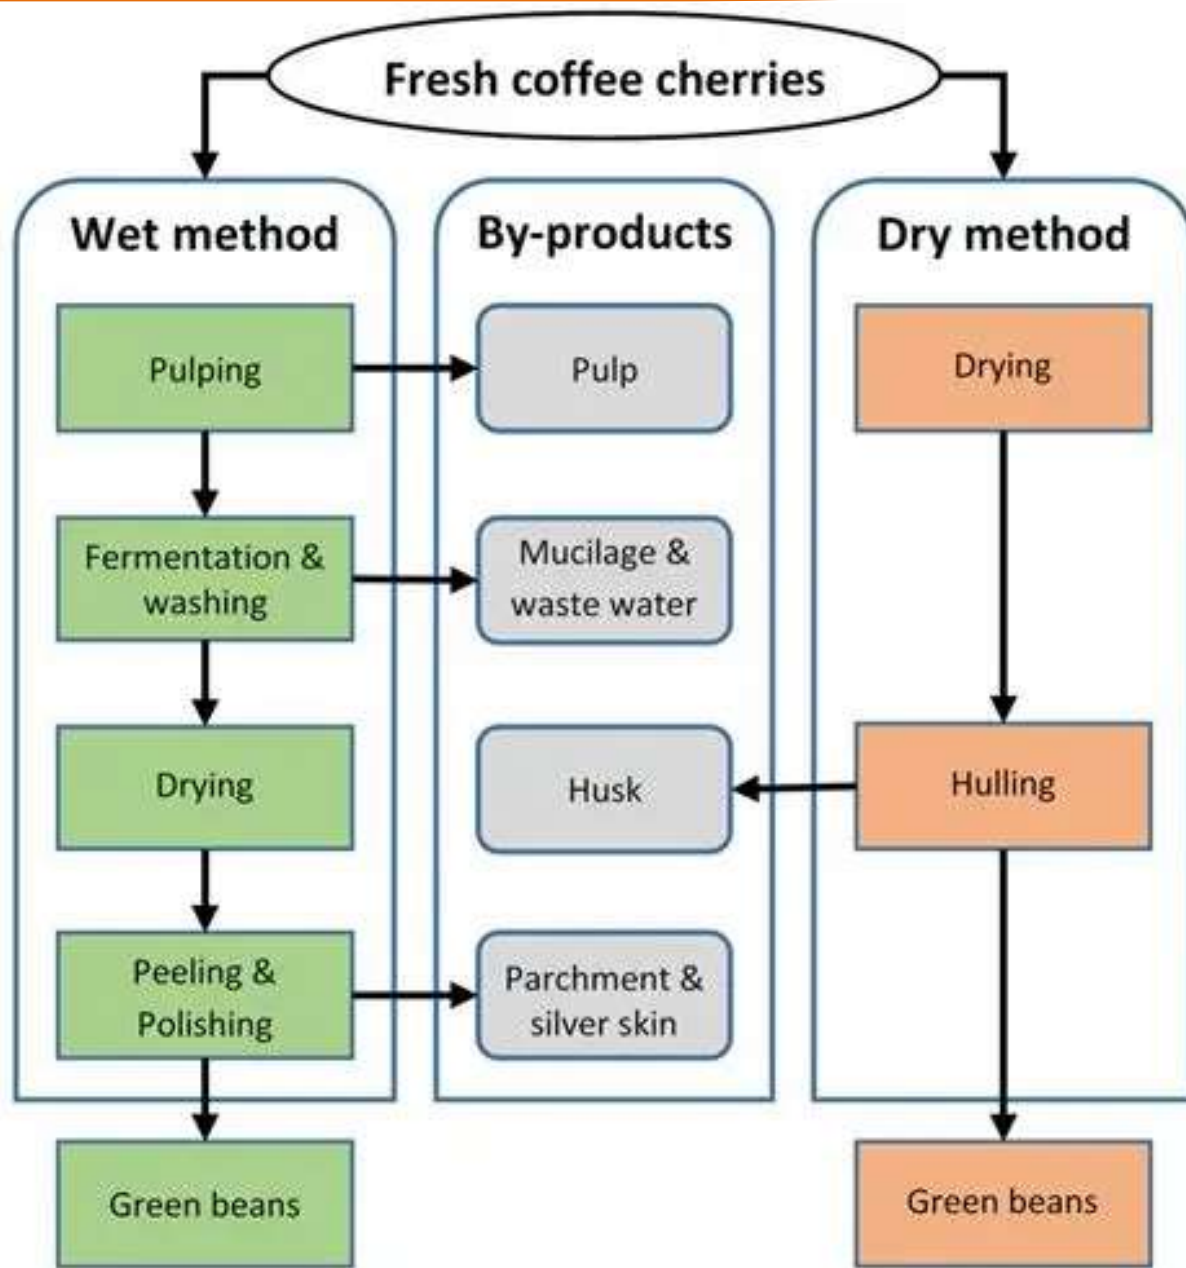 Fresh coffee cherries
Wet method
Pulping
Fermentation &
washing
Drying
Peeling &
Polishing
Green beans
By-products
Pulp
Mucilage &
waste water
Husk
Parchment &
silver skin
Dry method
Drying
Hulling
Green beans